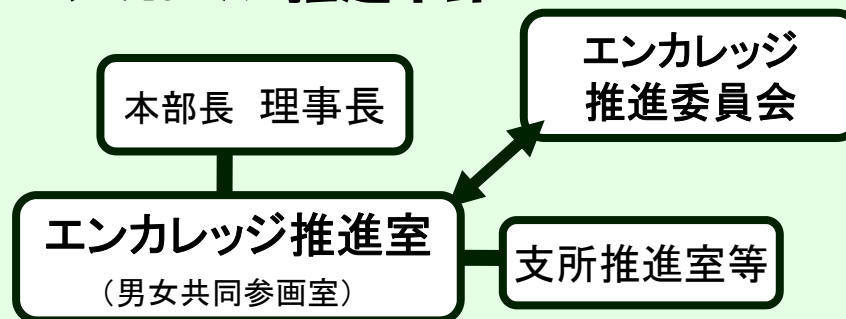 エンカレッジ
推進委員会
本部長 理事長
エンカレッジ推進室
(男女共同参画室)
支所推進室等